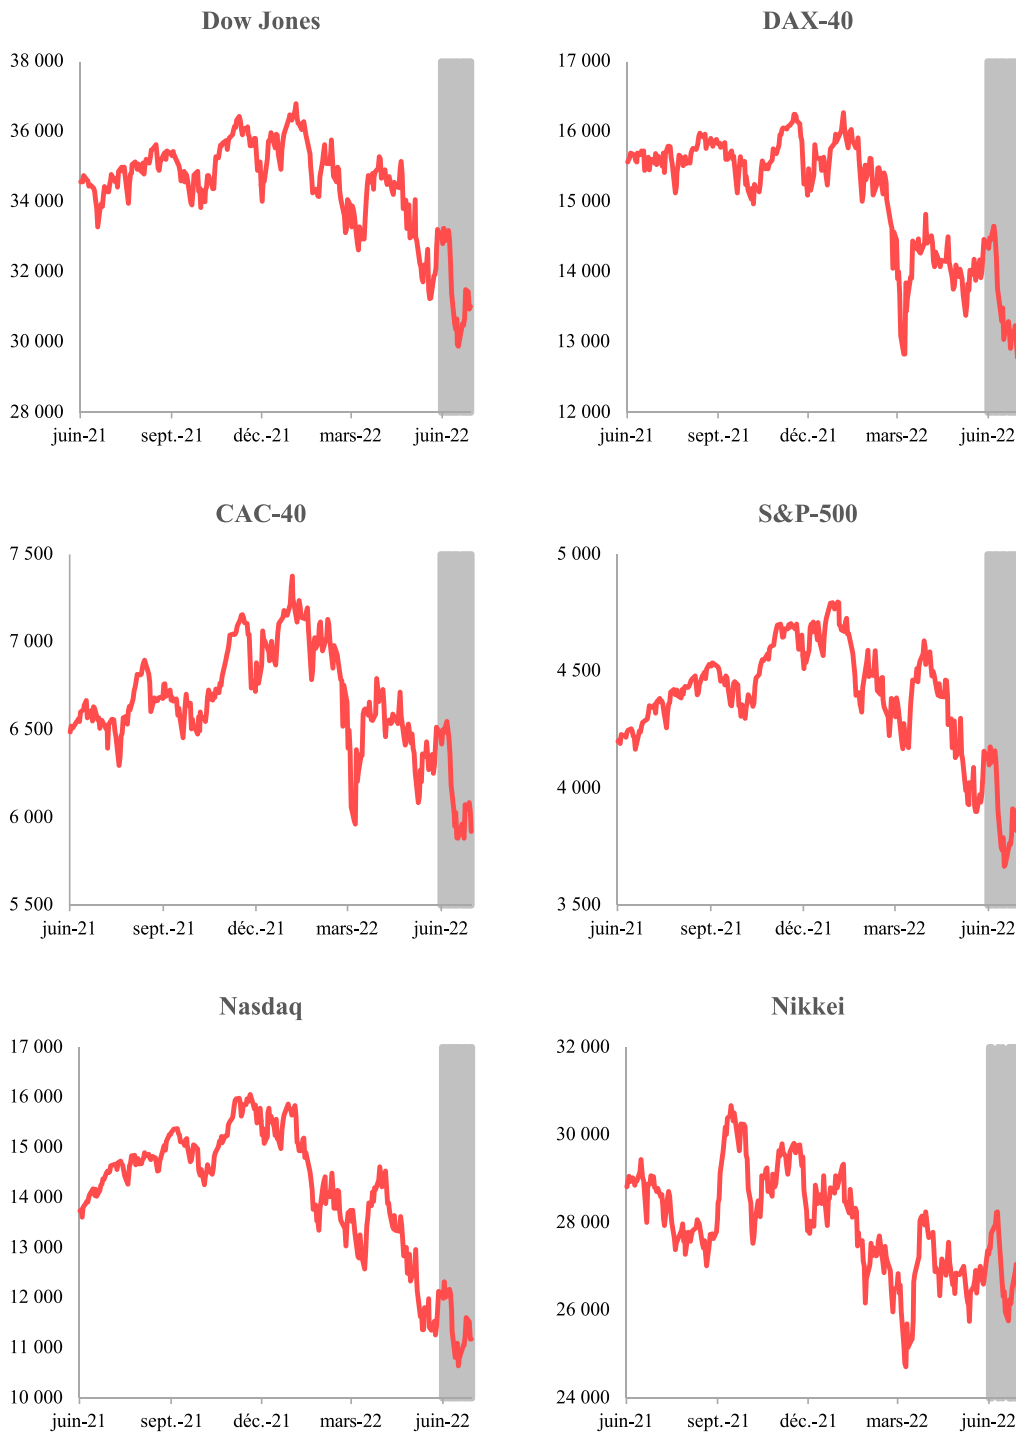 Dow Jones
38 000
36 000
34 000
32 000
30 000
28 000
juin-21 sept.-21 déc.-21 mars-22 juin-22
DAX-40
17 000
16 000
15 000
14 000
13 000
12 000
juin-21 sept.-21 déc.-21 mars-22 juin-22
CAC-40
7 500
7 000
6 500
6 000
5 500
juin-21 sept.-21 déc.-21 mars-22 juin-22
S&P-500
5 000
4 500
4 000
3 500
juin-21 sept.-21 déc.-21 mars-22 juin-22
Nasdaq
17 000
16 000
15 000
14 000
13 000
12 000
11 000
10 000
juin-21 sept.-21 déc.-21 mars-22 juin-22
Nikkei
32 000
30 000
28 000
26 000
24 000
juin-21 sept.-21 déc.-21 mars-22 juin-22